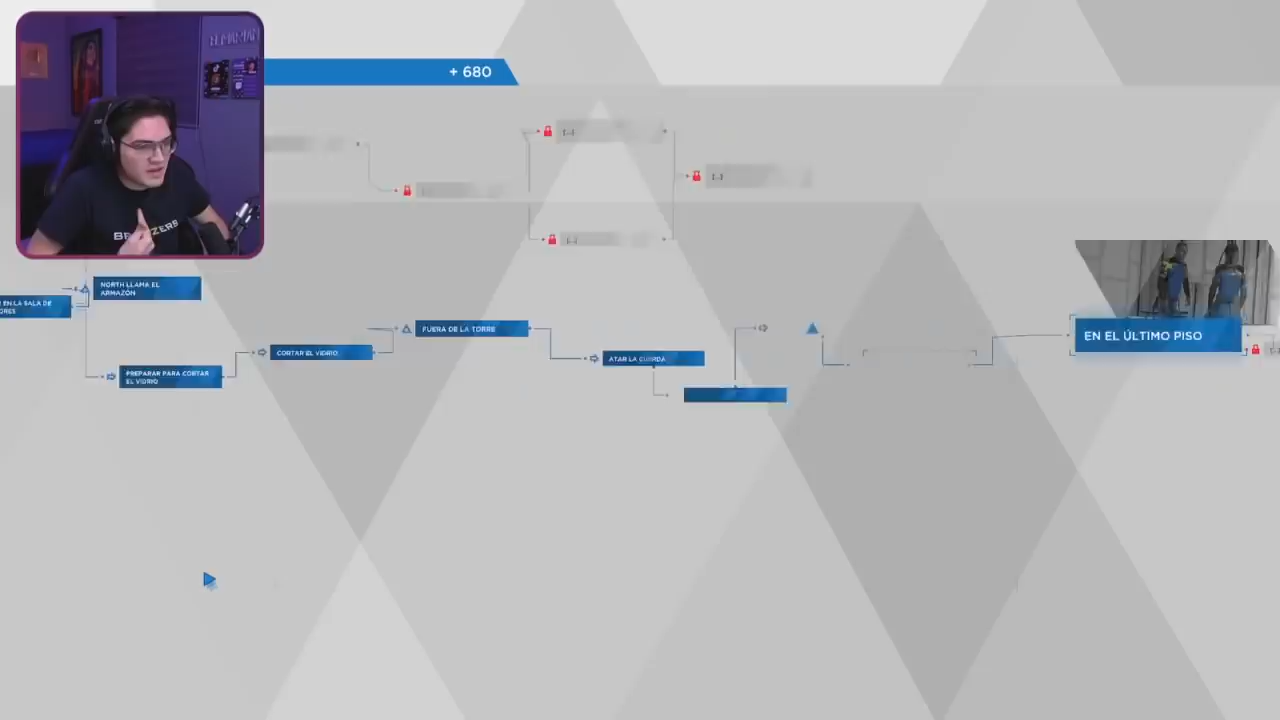 + 680
[...]
[...]
[...]
NORTH LLAMA EL
ARMAZÓN
EN LA SALA DE
FUERA DE LA TORRE
EN EL ÚLTIMO PISO
CORTAR EL VIDRIO
ATAR LA CUERDA
PREPARAR PARA CORTAR
EL VIDRIO